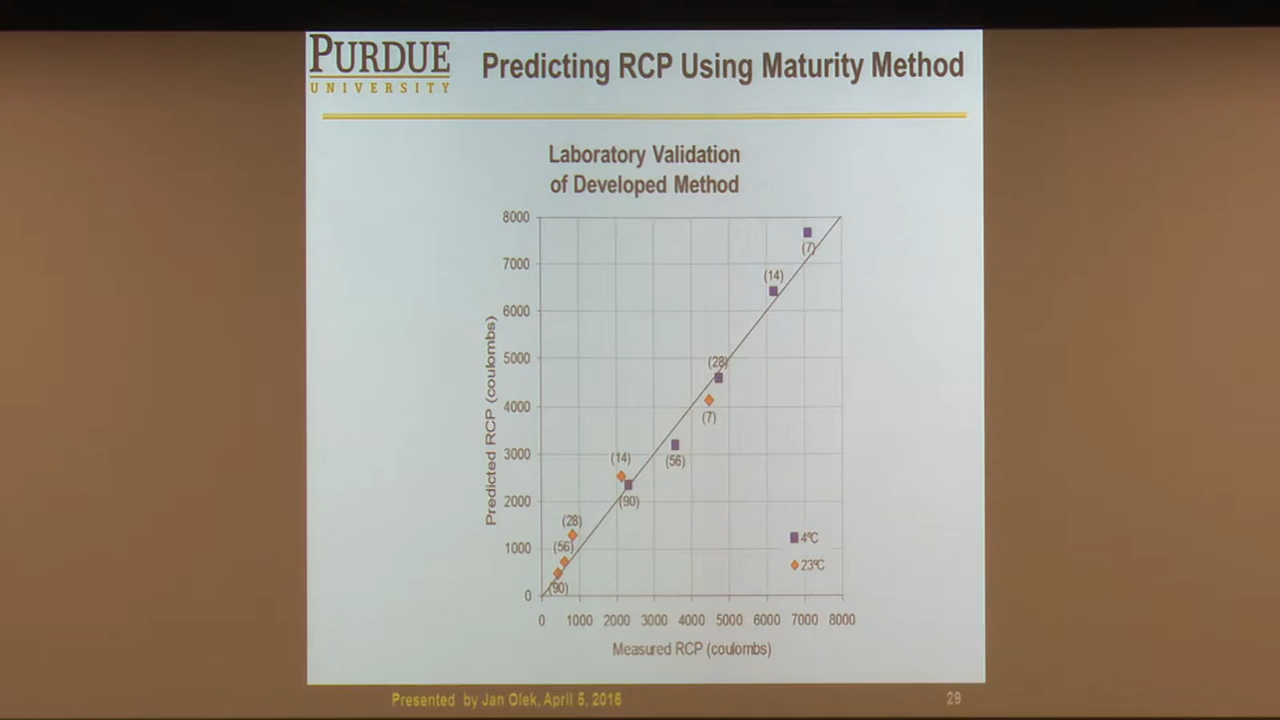 PURDUE
UNIVERSITY
Predicting RCP Using Maturity Method
Laboratory Validation
of Developed Method
8000
7000
6000
5000
4000
3000
2000
1000
0
Predicted RCP (coulombs)
(7)
(14)
(28)
(7)
(56)
(14)
(90)
(28)
(56)
(90)
4ºC
23ºC
0 1000 2000 3000 4000 5000 6000 7000 8000
Measured RCP (coulombs)
Presented by Jan Olek, April 5, 2016
29